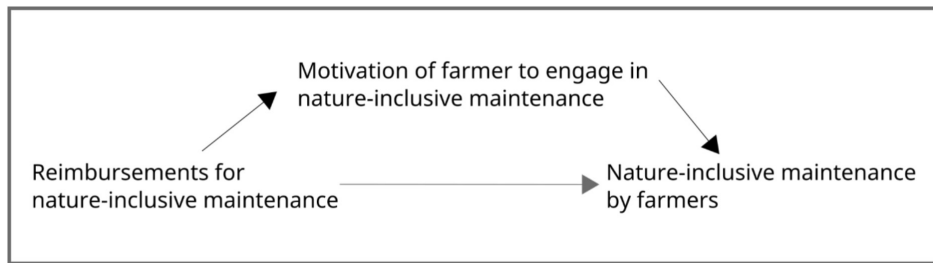 Motivation of farmer to engage in
nature-inclusive maintenance
Reimbursements for
nature-inclusive maintenance
Nature-inclusive maintenance
by farmers